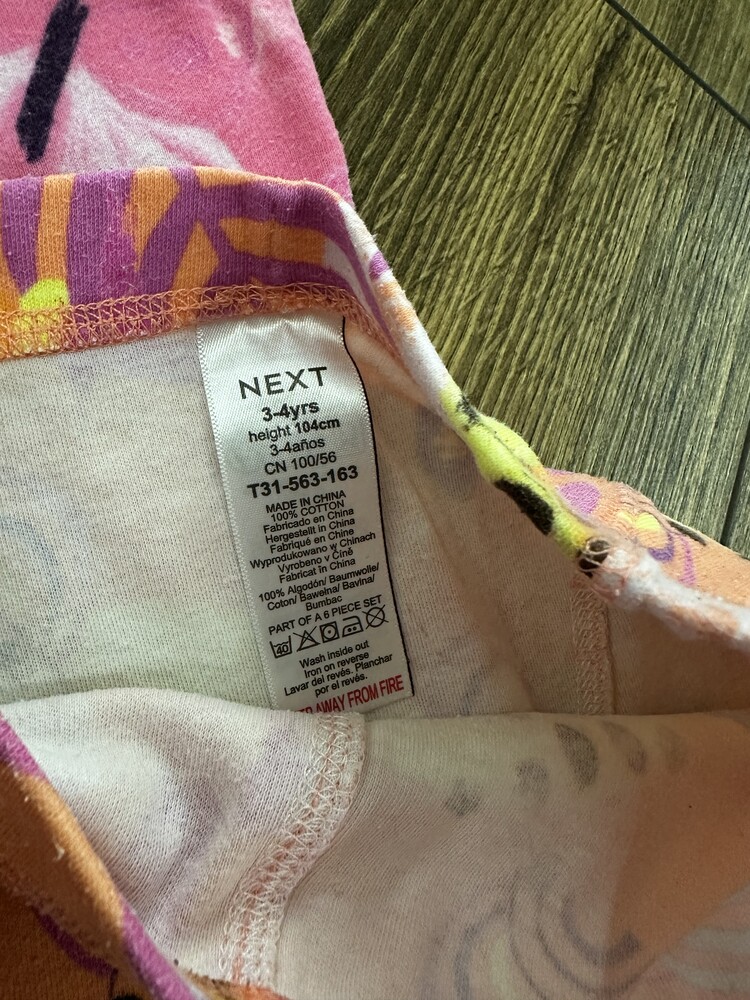 NEXT
3-4yrs
height 104cm
3-4años
CN 100/56
T31-563-163
MADE IN CHINA
100% COTTON
Fabricado en China
Hergestellt in China
Fabriqué en Chine
Wyprodukowano w Chinach
Vyrobeno v Číně
Fabricat în China
100% Algodón/ Baumwolle/
Coton/ Bawełna/ Bavlna/
Bumbac
PART OF A 6 PIECE SET
40
Wash inside out
Iron on reverse
Lavar del revés. Planchar
por el revés.
AWAY FROM FIRE